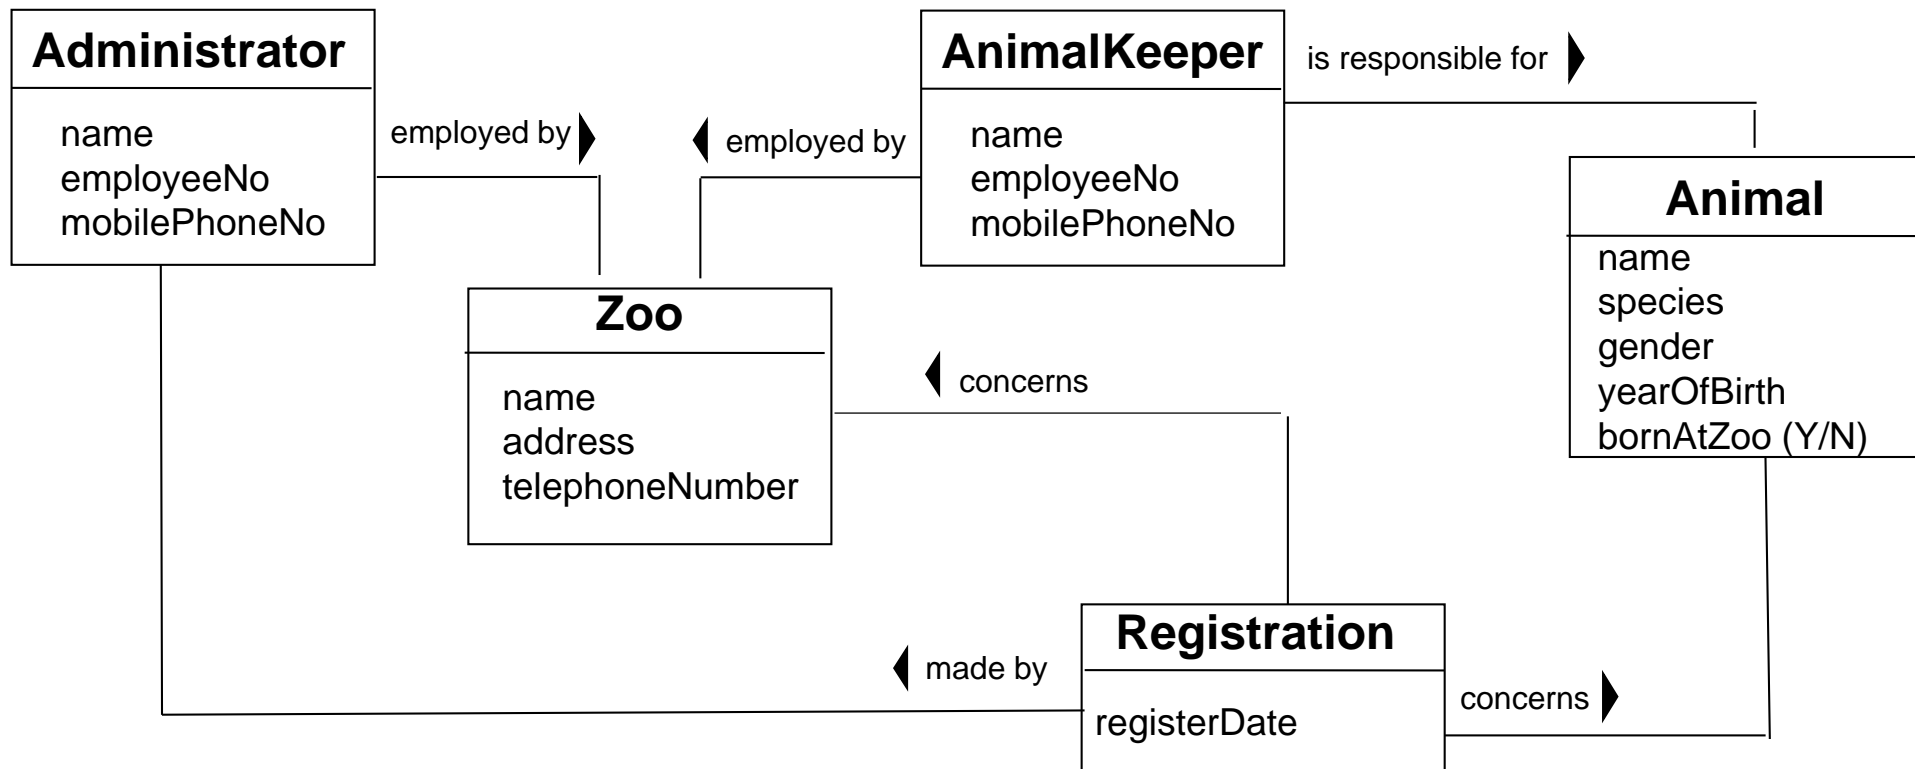 Administrator
name
employeeNo
mobilePhoneNo
employed by
AnimalKeeper
name
employeeNo
mobilePhoneNo
employed by
is responsible for
Animal
name
species
gender
yearOfBirth
bornAtZoo (Y/N)
Zoo
name
address
telephoneNumber
concerns
Registration
registerDate
made by
concerns